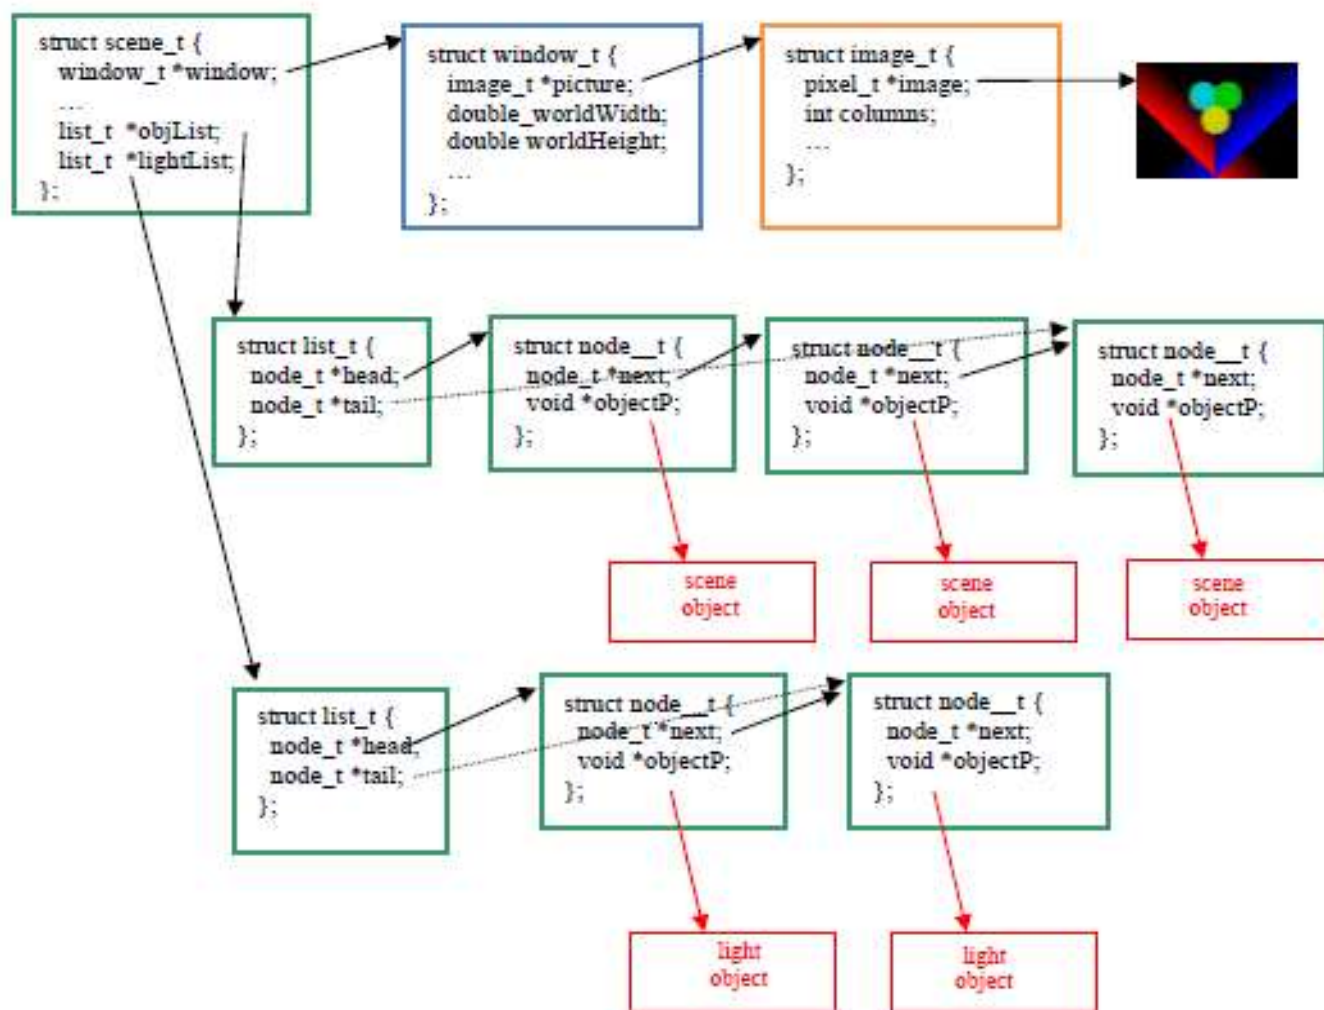 struct scene_t {
window_t *window;
...
list_t *objList;
list_t *lightList;
};
struct window_t {
image_t *picture;
double_worldWidth;
double worldHeight;
...
};
struct image_t {
pixel_t *image;
int columns;
...
};
struct list_t {
node_t *head;
node_t *tail;
};
struct node__t {
node_t *next;
void *objectP;
};
struct node__t {
node_t *next;
void *objectP;
};
struct node__t {
node_t *next;
void *objectP;
};
scene
object
scene
object
scene
object
struct list_t {
node_t *head;
node_t *tail;
};
struct node__t {
node_t *next;
void *objectP;
};
struct node__t {
node_t *next;
void *objectP;
};
light
object
light
object